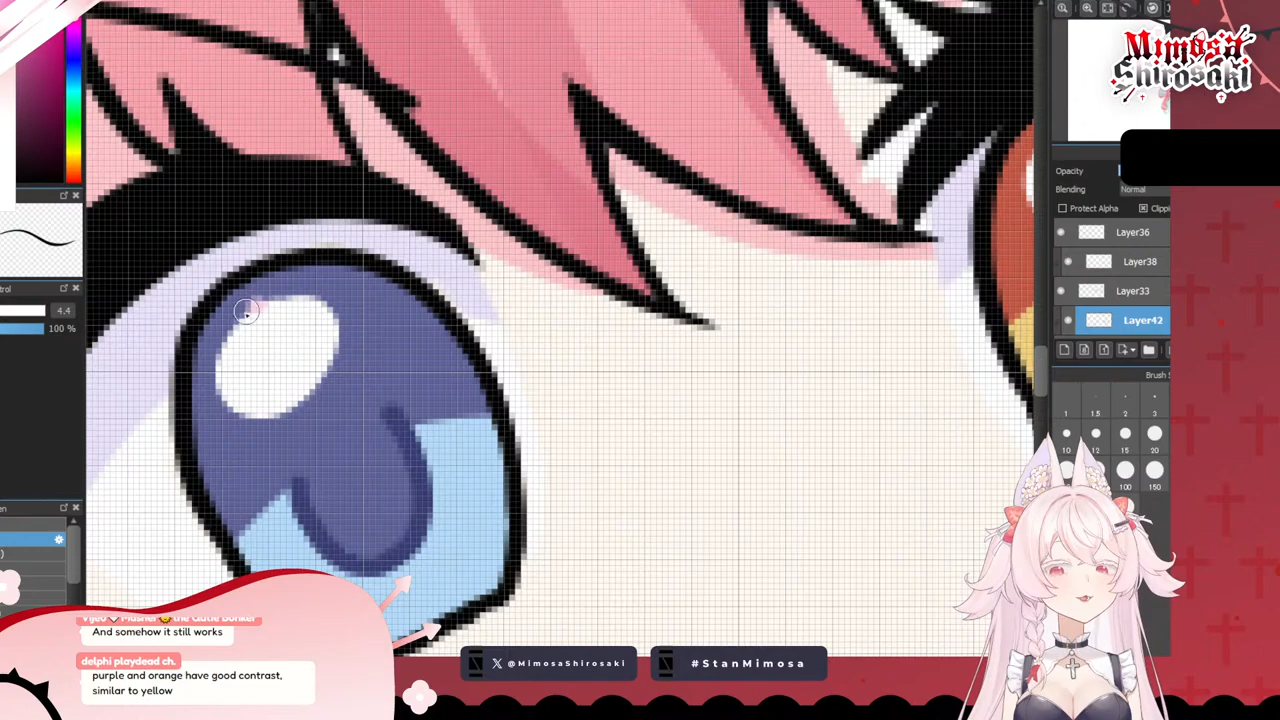 Mimosa
Shirosaki
Opacity
Blending
Normal
Protect Alpha
Clippi
Layer36
Layer38
Layer33
Layer42
Brush S
1
1.5
2
3
10
12
15
20
100
150
trol
4.4
100 %
en
And somehow it still works
delphi playdead ch.
purple and orange have good contrast,
similar to yellow
@MimosaShirosaki
#StanMimosa